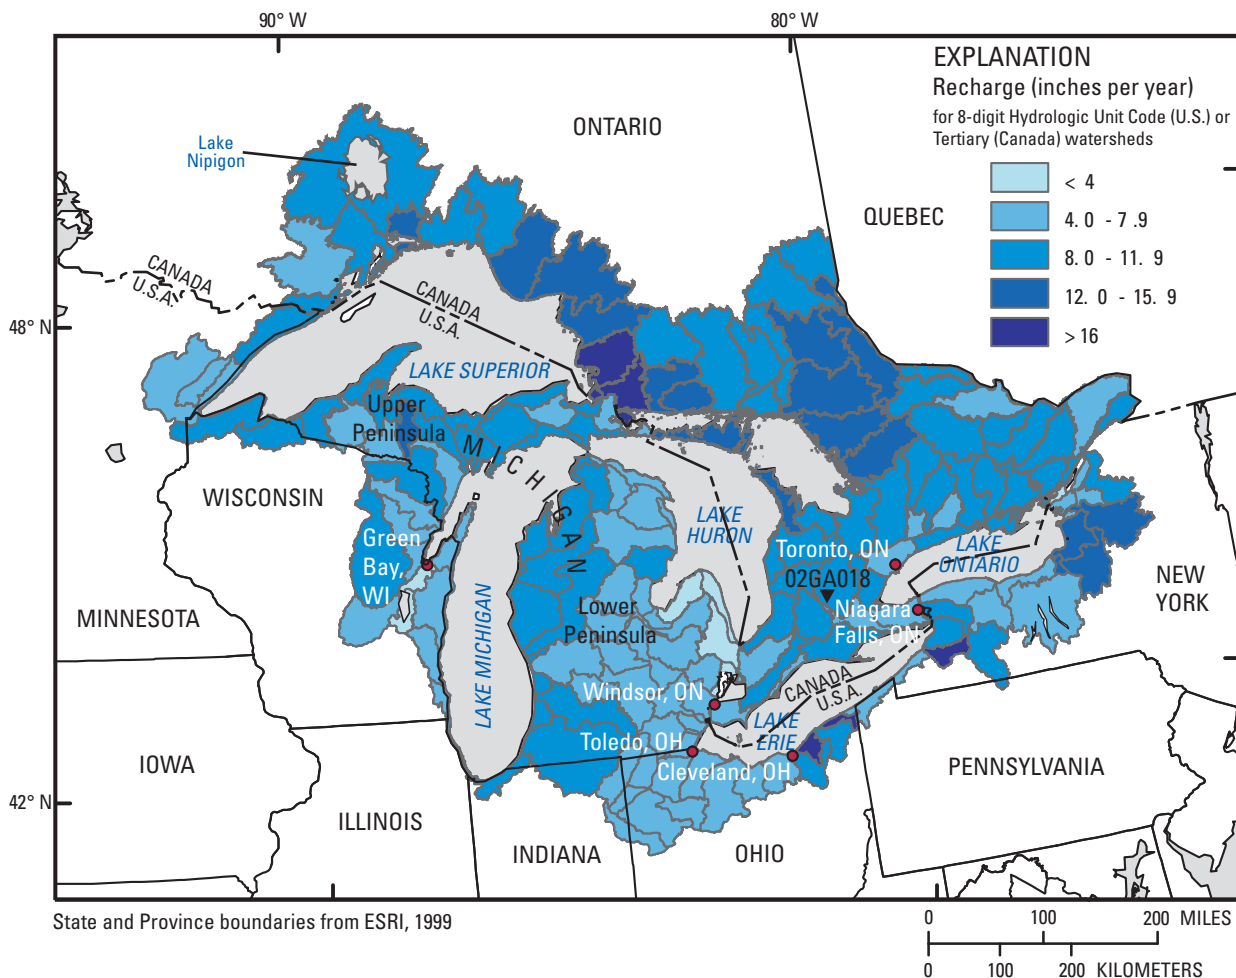 90° W
80° W
EXPLANATION
Recharge (inches per year)
for 8-digit Hydrologic Unit Code (U.S.) or
Tertiary (Canada) watersheds
< 4
4. 0 - 7 .9
8. 0 - 11. 9
12. 0 - 15. 9
> 16
ONTARIO
Lake
Nipigon
QUEBEC
CANADA
U.S.A.
CANADA
U.S.A.
48° N
LAKE SUPERIOR
Upper
Peninsula
MICHIGAN
WISCONSIN
LAKE
HURON
Green
Bay,
WI
Toronto, ON
LAKE
ONTARIO
02GA018
NEW
YORK
MINNESOTA
Lower
Peninsula
Niagara
Falls, ON
LAKE MICHIGAN
Windsor, ON
CANADA
U.S.A.
LAKE
ERIE
Toledo, OH
Cleveland, OH
IOWA
PENNSYLVANIA
42° N
ILLINOIS
INDIANA
OHIO
State and Province boundaries from ESRI, 1999
0 100 200 MILES
0 100 200 KILOMETERS